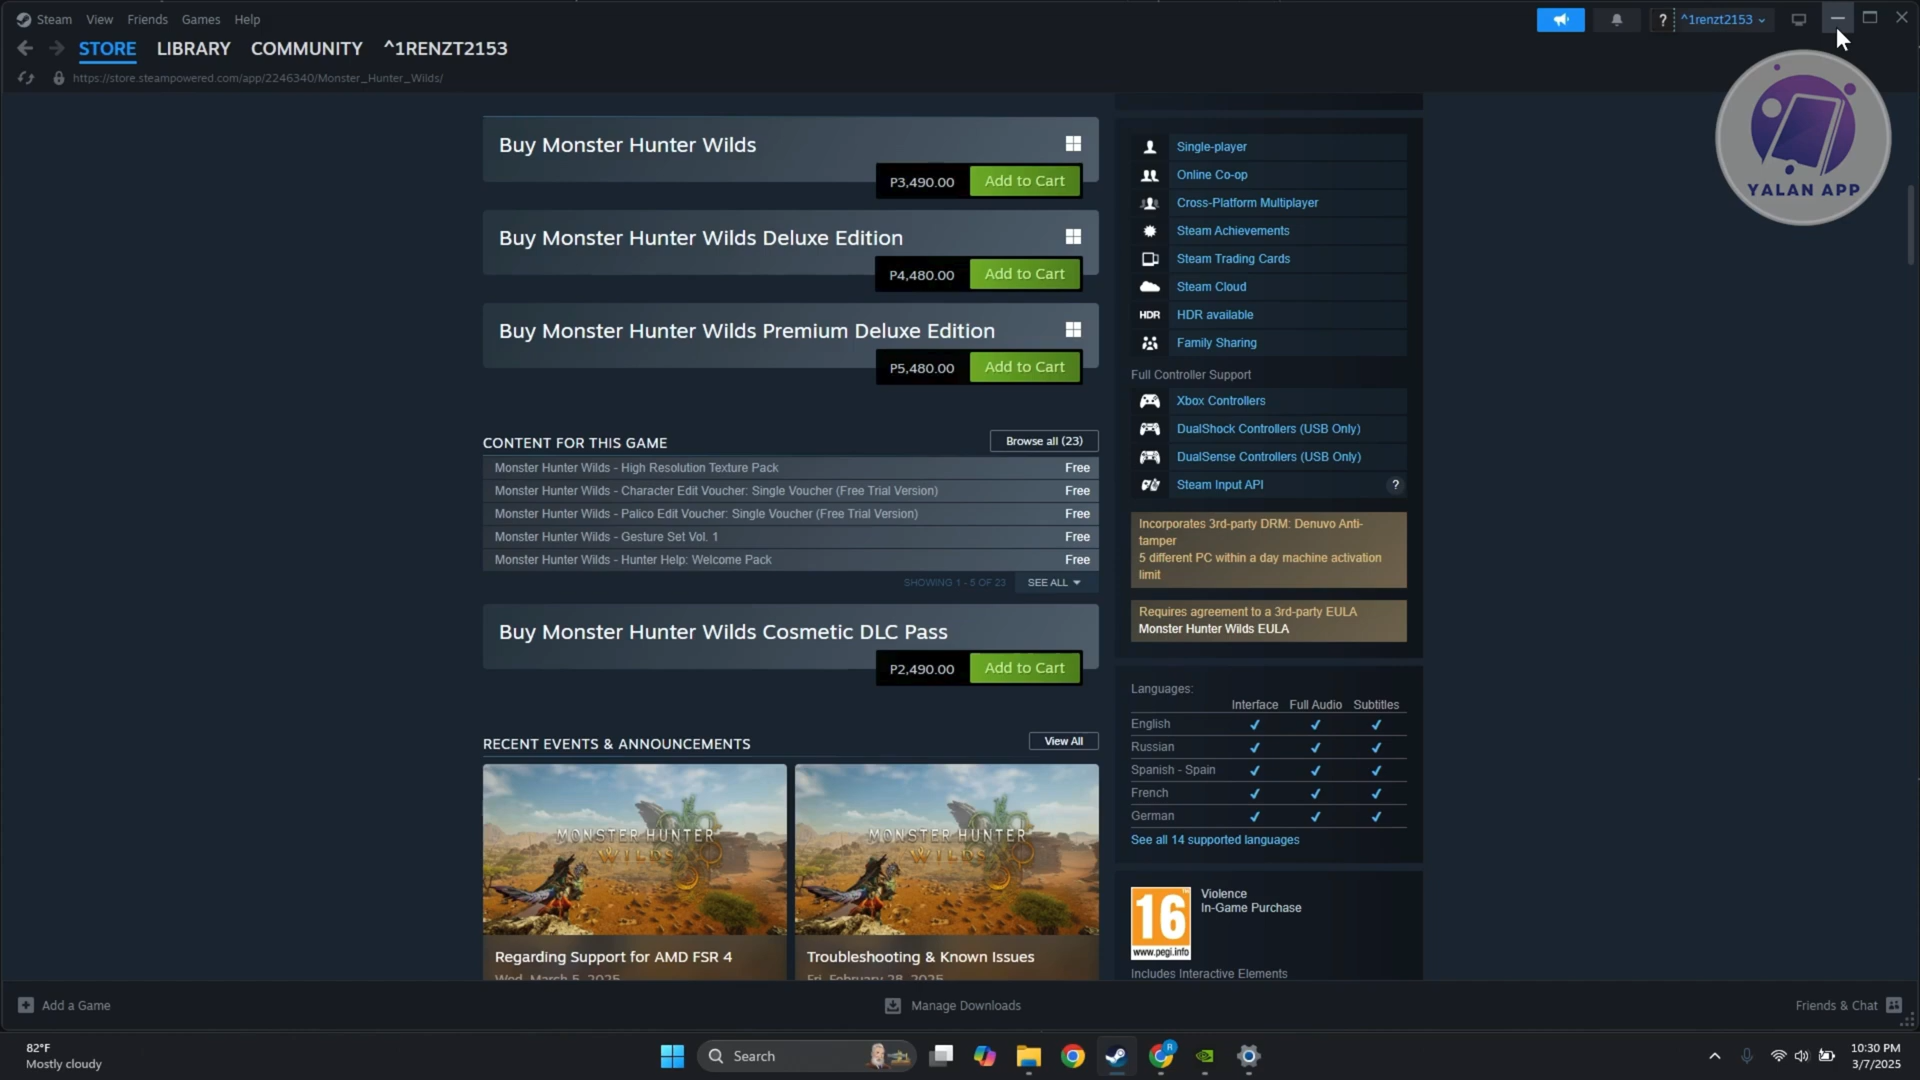 Steam View Friends Games Help
? ^1renzt2153
STORE LIBRARY COMMUNITY ^1RENZT2153
https://store.steampowered.com/app/2246340/Monster_Hunter_Wilds/
YALAN APP
Buy Monster Hunter Wilds
P3,490.00 Add to Cart
Buy Monster Hunter Wilds Deluxe Edition
P4,480.00 Add to Cart
Buy Monster Hunter Wilds Premium Deluxe Edition
P5,480.00 Add to Cart
CONTENT FOR THIS GAME Browse all (23)
Monster Hunter Wilds - High Resolution Texture Pack Free
Monster Hunter Wilds - Character Edit Voucher: Single Voucher (Free Trial Version) Free
Monster Hunter Wilds - Palico Edit Voucher: Single Voucher (Free Trial Version) Free
Monster Hunter Wilds - Gesture Set Vol. 1 Free
Monster Hunter Wilds - Hunter Help: Welcome Pack Free
SHOWING 1 - 5 OF 23 SEE ALL
Buy Monster Hunter Wilds Cosmetic DLC Pass
P2,490.00 Add to Cart
RECENT EVENTS & ANNOUNCEMENTS View All
MONSTER HUNTER
WILDS
Regarding Support for AMD FSR 4
Wed, March 5, 2025
MONSTER HUNTER
WILDS
Troubleshooting & Known Issues
Fri, February 28, 2025
Single-player
Online Co-op
Cross-Platform Multiplayer
Steam Achievements
Steam Trading Cards
Steam Cloud
HDR HDR available
Family Sharing
Full Controller Support
Xbox Controllers
DualShock Controllers (USB Only)
DualSense Controllers (USB Only)
Steam Input API ?
Incorporates 3rd-party DRM: Denuvo Anti-
tamper
5 different PC within a day machine activation
limit
Requires agreement to a 3rd-party EULA
Monster Hunter Wilds EULA
Languages:
Interface Full Audio Subtitles
English ✓ ✓ ✓
Russian ✓ ✓ ✓
Spanish - Spain ✓ ✓ ✓
French ✓ ✓ ✓
German ✓ ✓ ✓
See all 14 supported languages
16
www.pegi.info
Violence
In-Game Purchase
Includes Interactive Elements
Add a Game Manage Downloads Friends & Chat
82°F
Mostly cloudy
Search
R
10:30 PM
3/7/2025